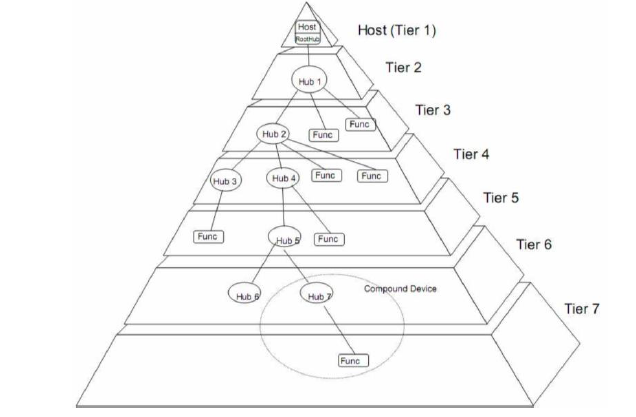 Host
RootHub
Host (Tier 1)
Hub 1
Tier 2
Hub 2
Func
Func
Tier 3
Hub 3
Hub 4
Func
Func
Tier 4
Func
Hub 5
Func
Tier 5
Hub 6
Hub 7
Compound Device
Tier 6
Func
Tier 7